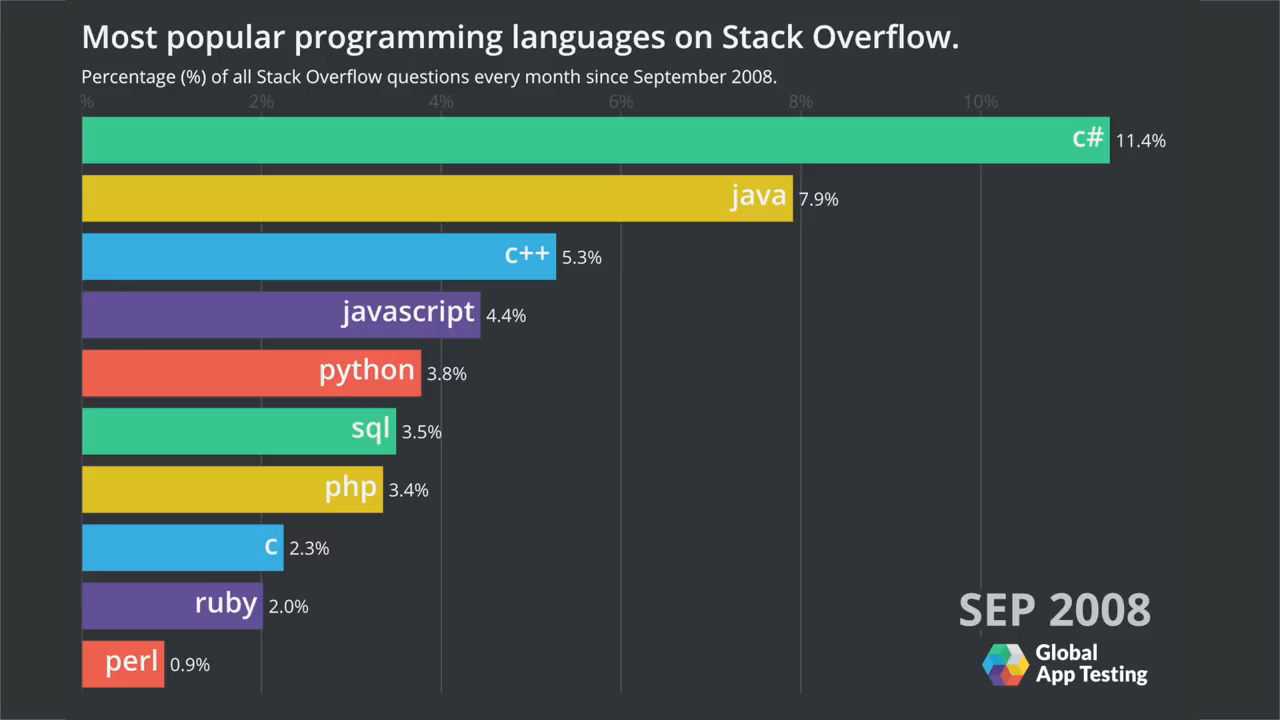 Most popular programming languages on Stack Overflow.
Percentage (%) of all Stack Overflow questions every month since September 2008.
% 2% 4% 6% 8% 10%
c# 11.4%
java 7.9%
c++ 5.3%
javascript 4.4%
python 3.8%
sql 3.5%
php 3.4%
c 2.3%
ruby 2.0%
perl 0.9%
SEP 2008
Global
App Testing